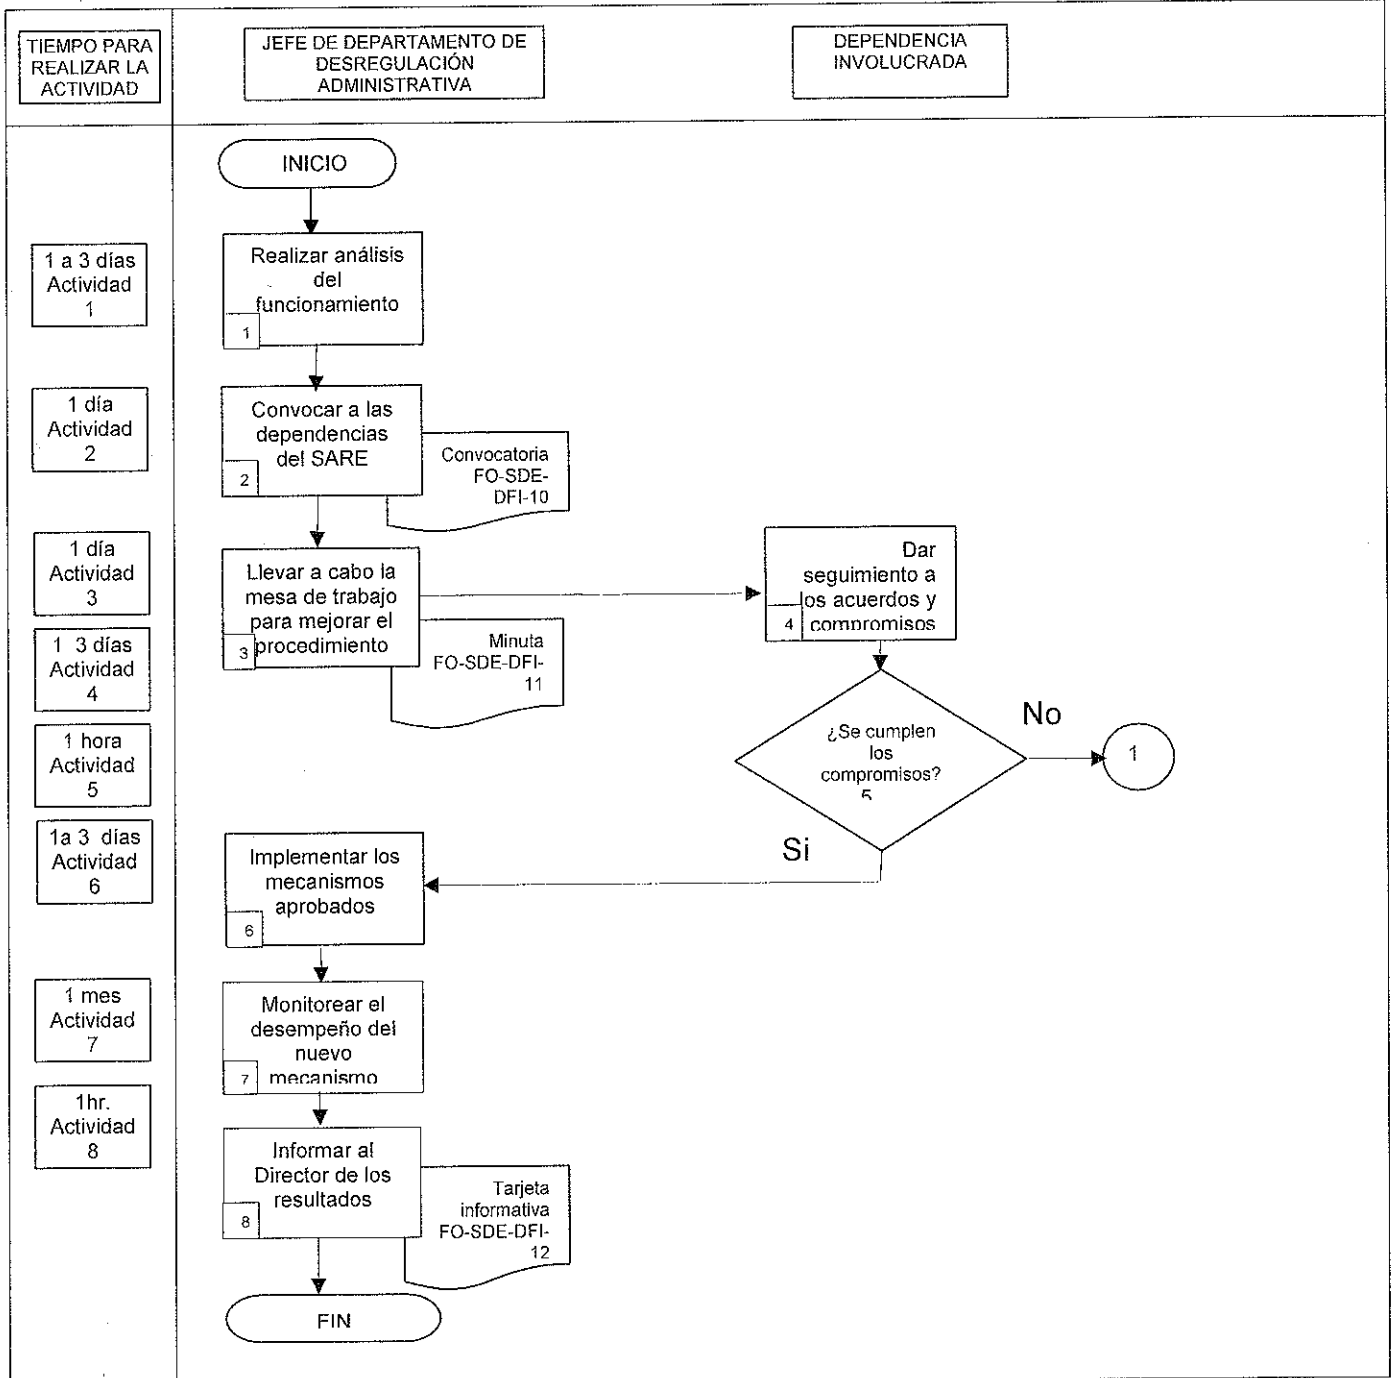 TIEMPO PARA
REALIZAR LA
ACTIVIDAD
JEFE DE DEPARTAMENTO DE
DESREGULACIÓN
ADMINISTRATIVA
DEPENDENCIA
INVOLUCRADA
INICIO
1 a 3 días
Actividad
1
Realizar análisis
del
funcionamiento
1
1 día
Actividad
2
Convocar a las
dependencias
del SARE
2
Convocatoria
FO-SDE-
DFI-10
1 día
Actividad
3
Llevar a cabo la
mesa de trabajo
para mejorar el
procedimiento
3
Minuta
FO-SDE-DFI-
11
Dar
seguimiento a
los acuerdos y
compromisos
4
1 3 días
Actividad
4
1 hora
Actividad
5
¿Se cumplen
los
compromisos?
5
No
1
Si
1a 3 días
Actividad
6
Implementar los
mecanismos
aprobados
6
1 mes
Actividad
7
Monitorear el
desempeño del
nuevo
mecanismo
7
1hr.
Actividad
8
Informar al
Director de los
resultados
8
Tarjeta
informativa
FO-SDE-DFI-
12
FIN